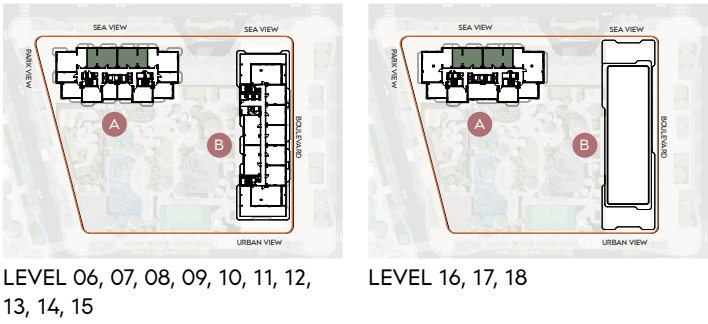 SEA VIEW
SEA VIEW
PARK VIEW
A
B
BOULEVARD
URBAN VIEW
LEVEL 06, 07, 08, 09, 10, 11, 12,
13, 14, 15
SEA VIEW
SEA VIEW
PARK VIEW
A
B
BOULEVARD
URBAN VIEW
LEVEL 16, 17, 18